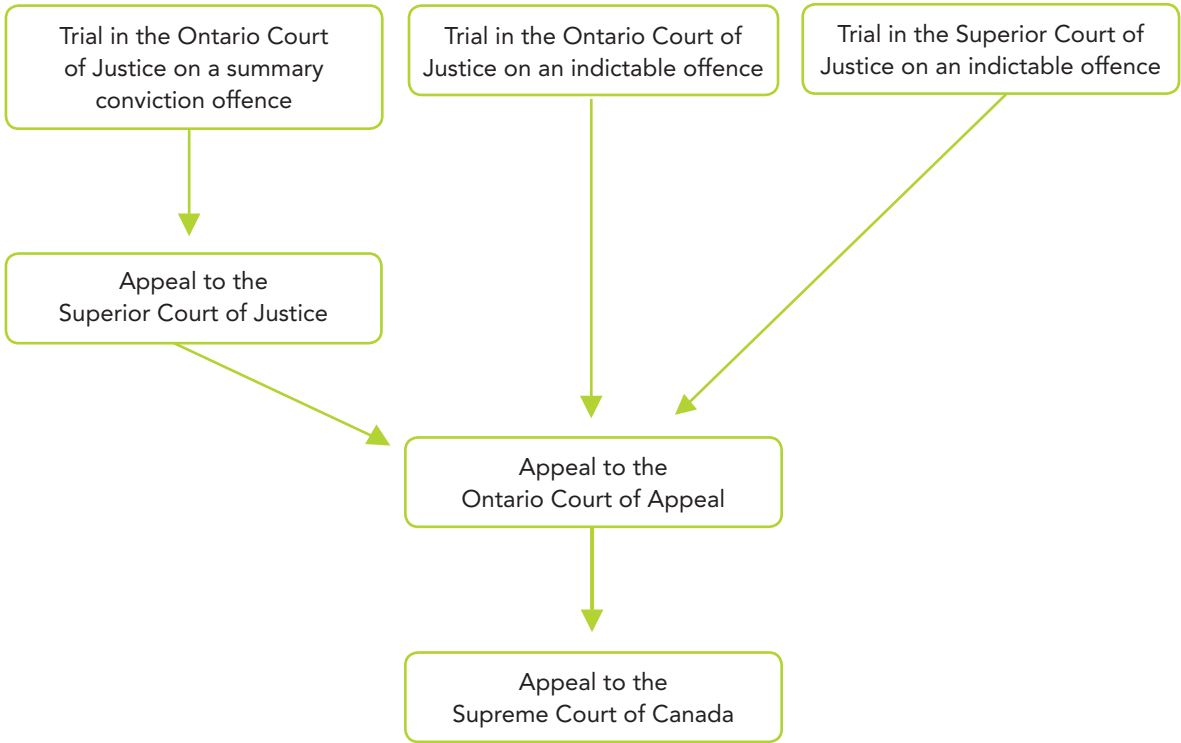 Trial in the Ontario Court
of Justice on a summary
conviction offence
Trial in the Ontario Court of
Justice on an indictable offence
Trial in the Superior Court of
Justice on an indictable offence
Appeal to the
Superior Court of Justice
Appeal to the
Ontario Court of Appeal
Appeal to the
Supreme Court of Canada